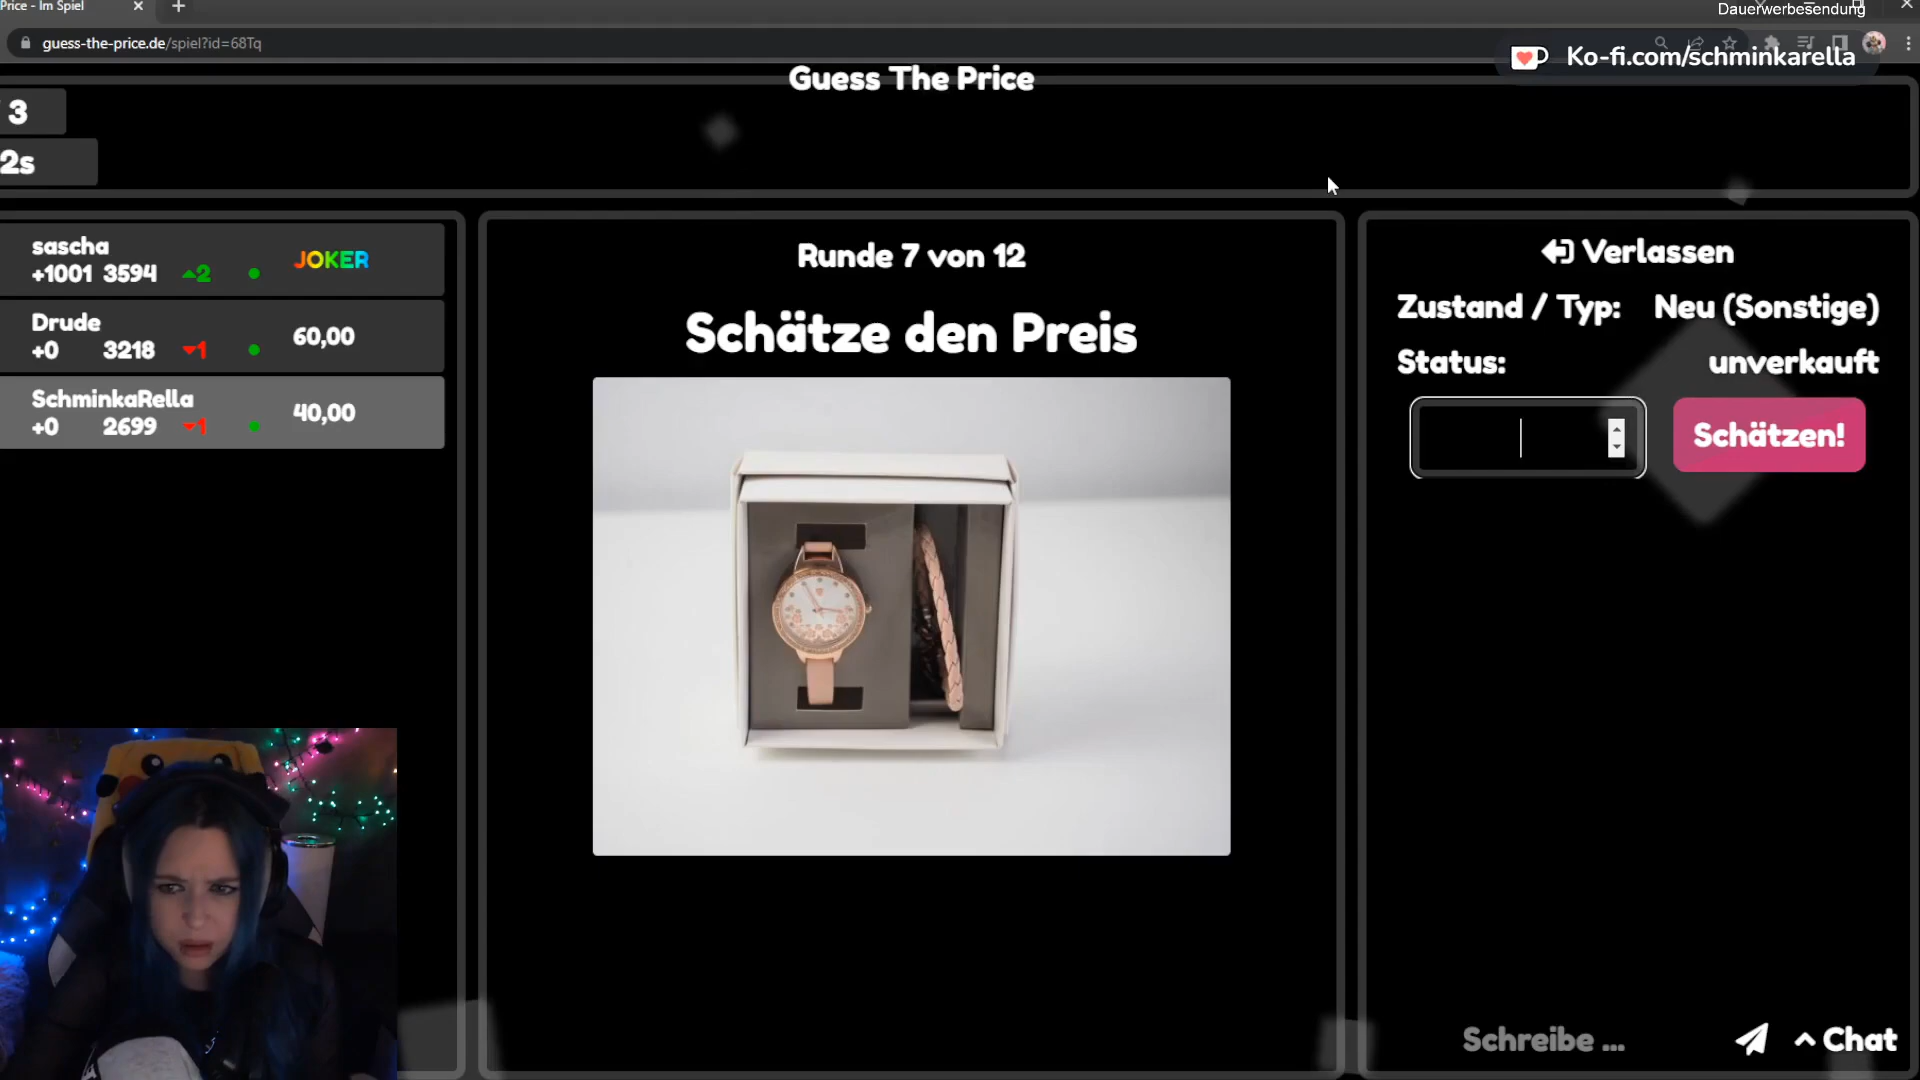 Price - Im Spiel
Dauerwerbesendung
guess-the-price.de/spiel?id=68Tq
Ko-fi.com/schminkarella
Guess The Price
3
2s
sascha
+1001 3594 2
JOKER
Drude
+0 3218 1
60,00
SchminkaRella
+0 2699 1
40,00
Runde 7 von 12
Schätze den Preis
Verlassen
Zustand / Typ: Neu (Sonstige)
Status: unverkauft
Schätzen!
Schreibe ...
Chat